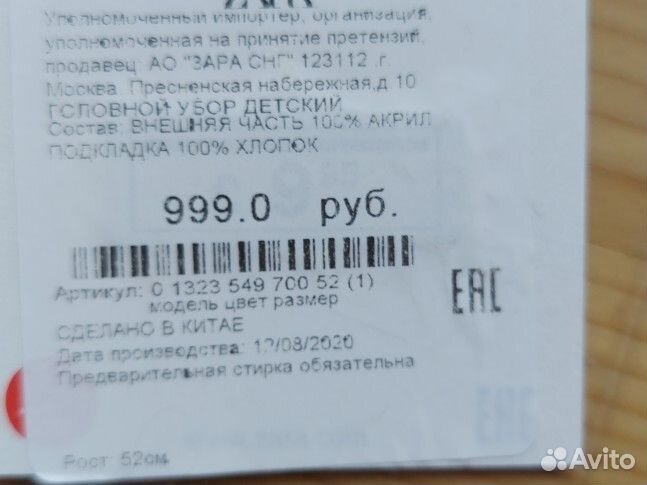 Уполномоченный импортер, организация,
уполномоченная на принятие претензий,
продавец: АО "ЗАРА СНГ" 123112 ,г.
Москва. Пресненская набережная,д 10
ГОЛОВНОЙ УБОР ДЕТСКИЙ
Состав: ВНЕШНЯЯ ЧАСТЬ 100% АКРИЛ
ПОДКЛАДКА 100% ХЛОПОК
999.0 руб.
Артикул: 0 1323 549 700 52 (1)
модель цвет размер
EAC
СДЕЛАНО В КИТАЕ
Дата производства: 12/08/2020
Предварительная стирка обязательна
Рост: 52см
Avito